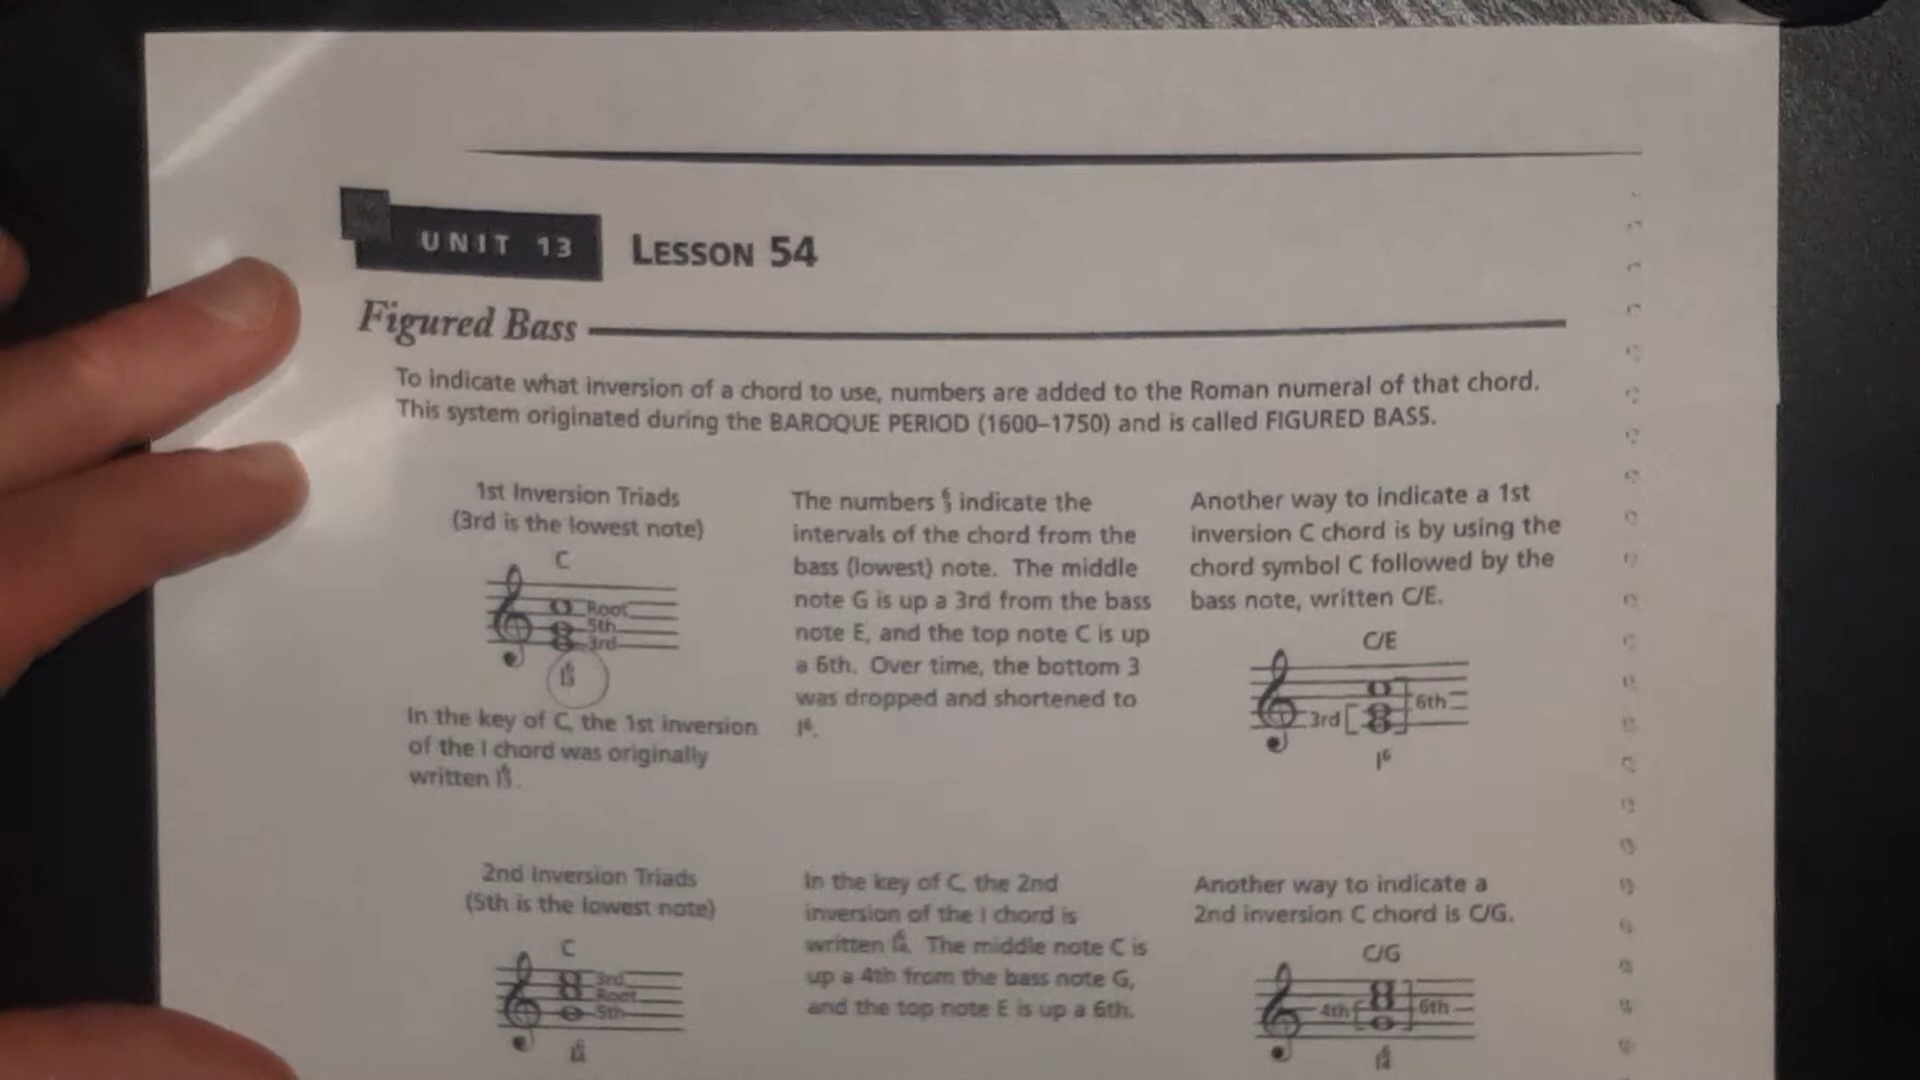 UNIT 13 LESSON 54
Figured Bass
To indicate what inversion of a chord to use, numbers are added to the Roman numeral of that chord.
This system originated during the BAROQUE PERIOD (1600–1750) and is called FIGURED BASS.
1st Inversion Triads
(3rd is the lowest note)
C
Root
5th
3rd
I⁶₃
In the key of C, the 1st inversion
of the I chord was originally
written I⁶₃.
The numbers ⁶₃ indicate the
intervals of the chord from the
bass (lowest) note. The middle
note G is up a 3rd from the bass
note E, and the top note C is up
a 6th. Over time, the bottom 3
was dropped and shortened to
I⁶.
Another way to indicate a 1st
inversion C chord is by using the
chord symbol C followed by the
bass note, written C/E.
C/E
3rd 6th
I⁶
2nd Inversion Triads
(5th is the lowest note)
C
3rd
Root
5th
I⁶₄
In the key of C, the 2nd
inversion of the I chord is
written I⁶₄. The middle note C is
up a 4th from the bass note G,
and the top note E is up a 6th.
Another way to indicate a
2nd inversion C chord is C/G.
C/G
4th 6th
I⁶₄